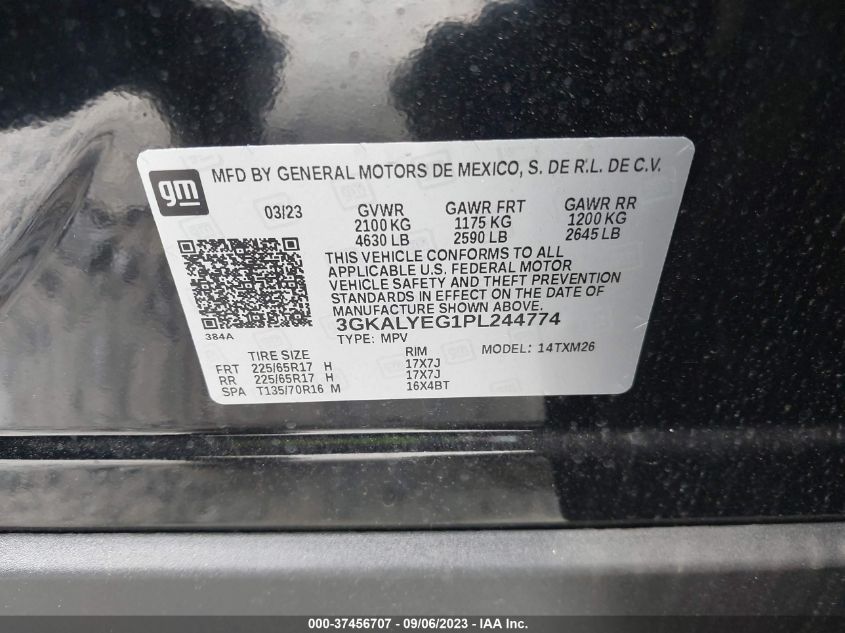 gm
MFD BY GENERAL MOTORS DE MEXICO, S. DE R.L. DE C.V.
03/23 GVWR GAWR FRT GAWR RR
2100 KG 1175 KG 1200 KG
4630 LB 2590 LB 2645 LB
THIS VEHICLE CONFORMS TO ALL
APPLICABLE U.S. FEDERAL MOTOR
VEHICLE SAFETY AND THEFT PREVENTION
STANDARDS IN EFFECT ON THE DATE OF
MANUFACTURE SHOWN ABOVE.
3GKALYEG1PL244774
384A
TYPE: MPV MODEL: 14TXM26
TIRE SIZE RIM
FRT 225/65R17 H 17X7J
RR 225/65R17 H 17X7J
SPA T135/70R16 M 16X4BT
000-37456707 - 09/06/2023 - © IAA Inc.